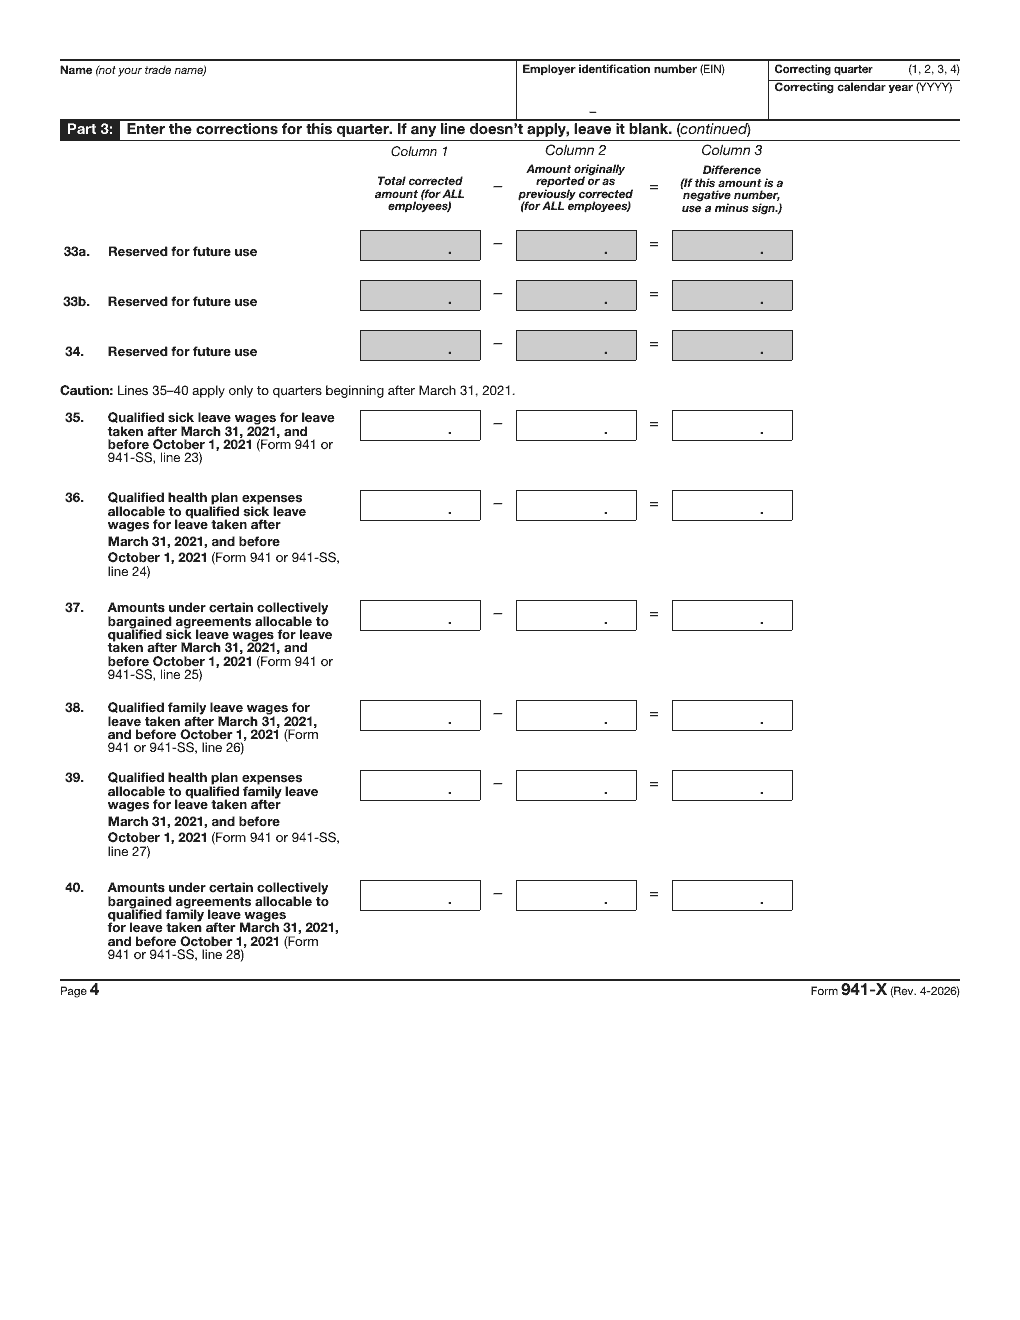 Name (not your trade name)
Employer identification number (EIN)
–
Correcting quarter (1, 2, 3, 4)
Correcting calendar year (YYYY)
Part 3: Enter the corrections for this quarter. If any line doesn’t apply, leave it blank. (continued)
Column 1
Total corrected
amount (for ALL
employees)
–
Column 2
Amount originally
reported or as
previously corrected
(for ALL employees)
=
Column 3
Difference
(If this amount is a
negative number,
use a minus sign.)
33a. Reserved for future use . – . = .
33b. Reserved for future use . – . = .
34. Reserved for future use . – . = .
Caution: Lines 35–40 apply only to quarters beginning after March 31, 2021.
35. Qualified sick leave wages for leave . – . = .
taken after March 31, 2021, and
before October 1, 2021 (Form 941 or
941-SS, line 23)
36. Qualified health plan expenses . – . = .
allocable to qualified sick leave
wages for leave taken after
March 31, 2021, and before
October 1, 2021 (Form 941 or 941-SS,
line 24)
37. Amounts under certain collectively . – . = .
bargained agreements allocable to
qualified sick leave wages for leave
taken after March 31, 2021, and
before October 1, 2021 (Form 941 or
941-SS, line 25)
38. Qualified family leave wages for . – . = .
leave taken after March 31, 2021,
and before October 1, 2021 (Form
941 or 941-SS, line 26)
39. Qualified health plan expenses . – . = .
allocable to qualified family leave
wages for leave taken after
March 31, 2021, and before
October 1, 2021 (Form 941 or 941-SS,
line 27)
40. Amounts under certain collectively . – . = .
bargained agreements allocable to
qualified family leave wages
for leave taken after March 31, 2021,
and before October 1, 2021 (Form
941 or 941-SS, line 28)
Page 4
Form 941-X (Rev. 4-2026)